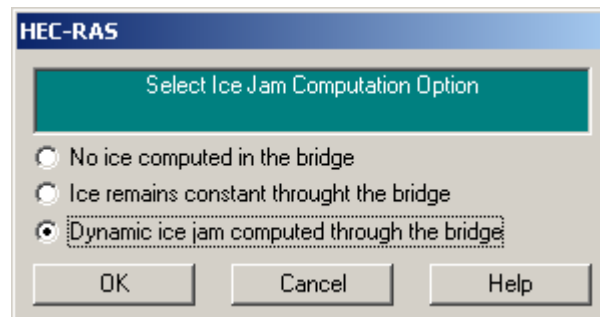 HEC-RAS
Select Ice Jam Computation Option
No ice computed in the bridge
Ice remains constant throught the bridge
Dynamic ice jam computed through the bridge
OK Cancel Help